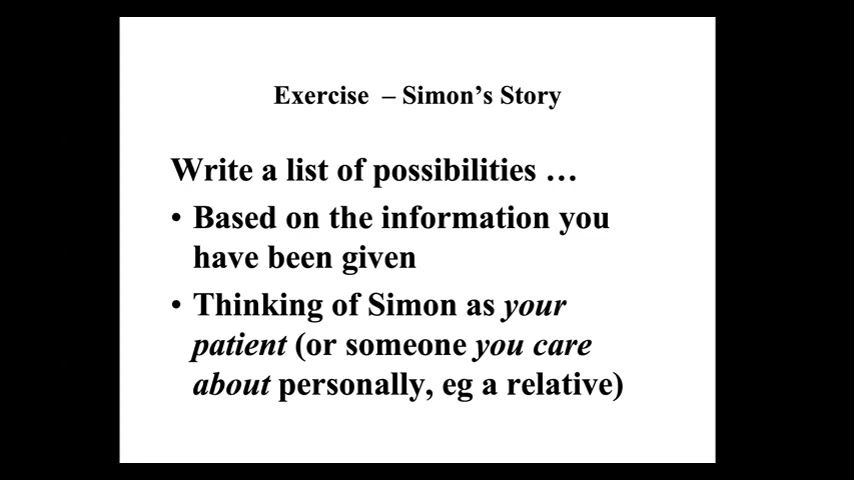 Exercise – Simon's Story
Write a list of possibilities …
• Based on the information you
have been given
• Thinking of Simon as your
patient (or someone you care
about personally, eg a relative)